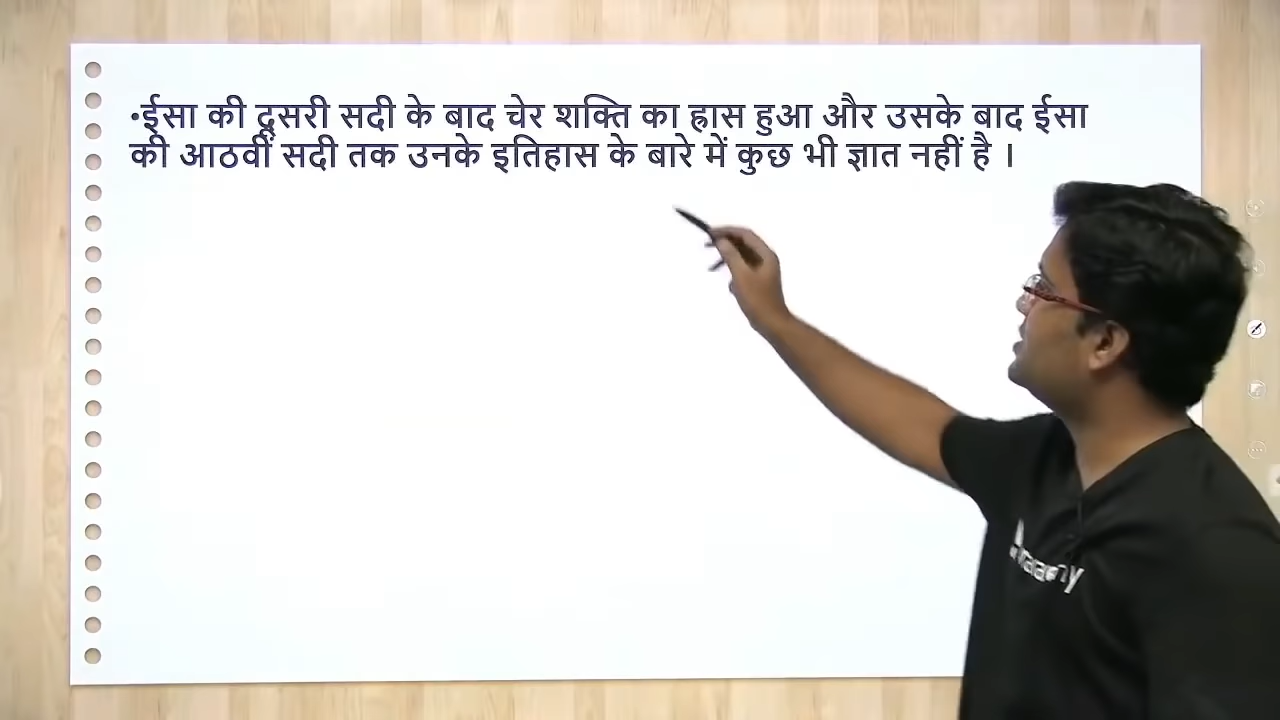 •ईसा की दूसरी सदी के बाद चेर शक्ति का ह्रास हुआ और उसके बाद ईसा
की आठवीं सदी तक उनके इतिहास के बारे में कुछ भी ज्ञात नहीं है ।